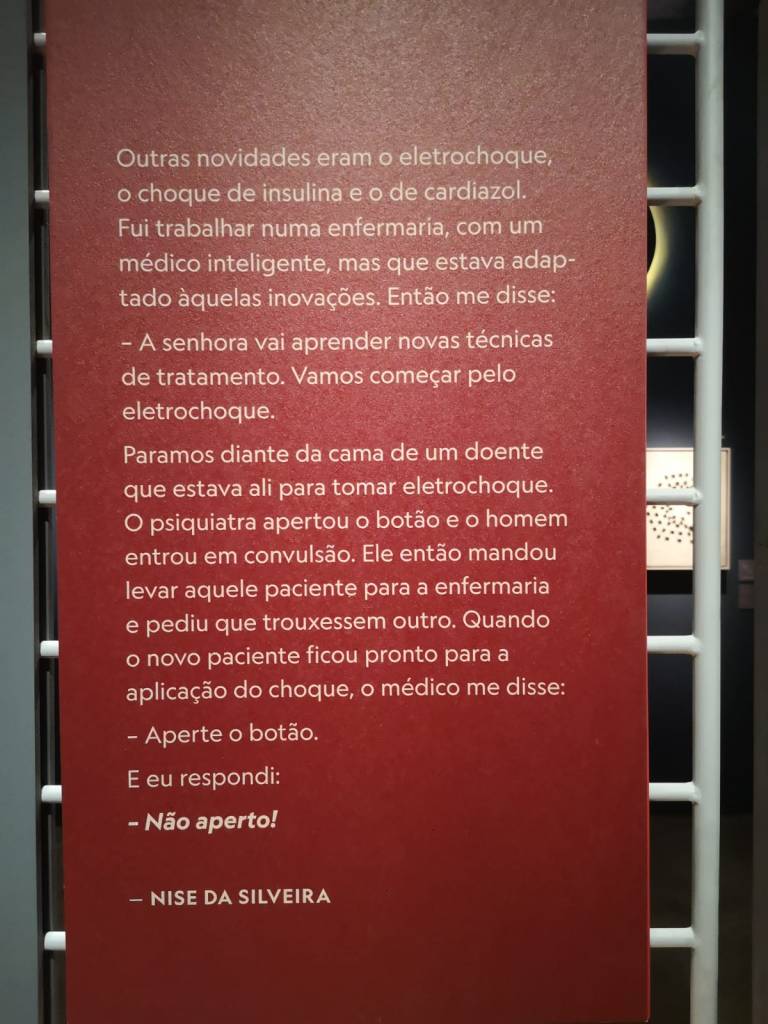 Outras novidades eram o eletrochoque,
o choque de insulina e o de cardiazol.
Fui trabalhar numa enfermaria, com um
médico inteligente, mas que estava adap-
tado àquelas inovações. Então me disse:
– A senhora vai aprender novas técnicas
de tratamento. Vamos começar pelo
eletrochoque.
Paramos diante da cama de um doente
que estava ali para tomar eletrochoque.
O psiquiatra apertou o botão e o homem
entrou em convulsão. Ele então mandou
levar aquele paciente para a enfermaria
e pediu que trouxessem outro. Quando
o novo paciente ficou pronto para a
aplicação do choque, o médico me disse:
– Aperte o botão.
E eu respondi:
– Não aperto!
— NISE DA SILVEIRA